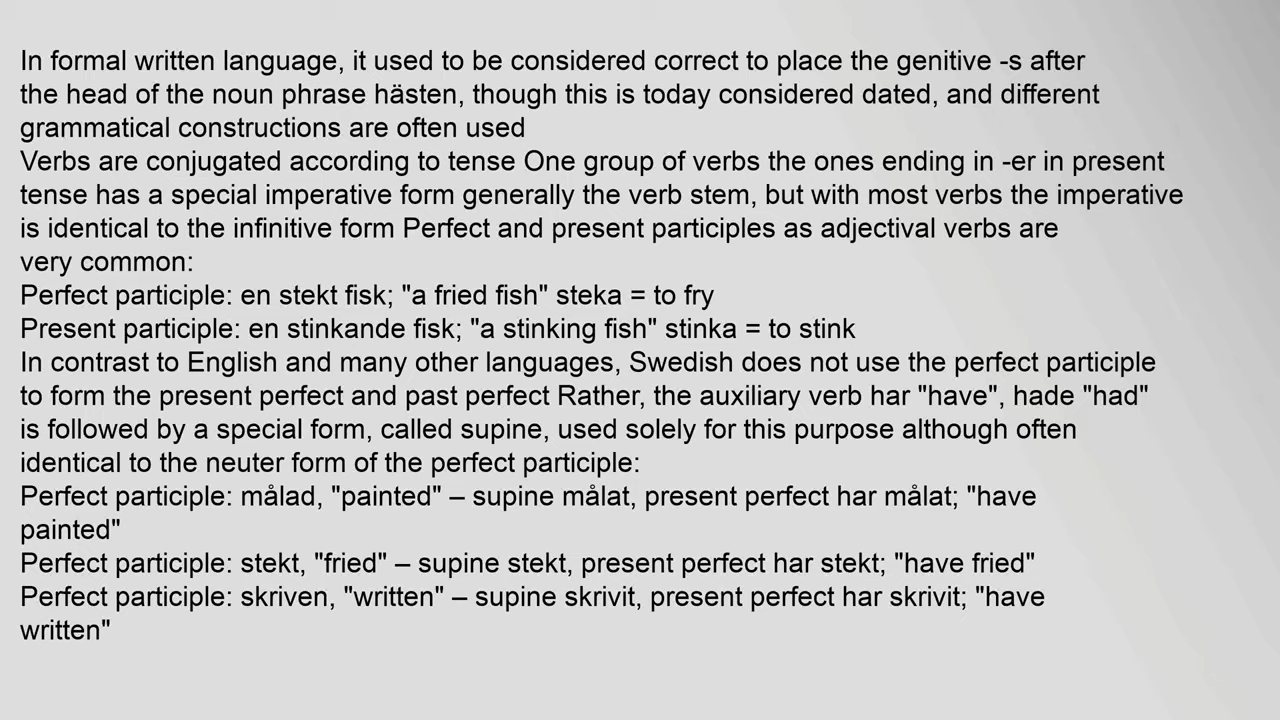 In formal written language, it used to be considered correct to place the genitive -s after
the head of the noun phrase hästen, though this is today considered dated, and different
grammatical constructions are often used
Verbs are conjugated according to tense One group of verbs the ones ending in -er in present
tense has a special imperative form generally the verb stem, but with most verbs the imperative
is identical to the infinitive form Perfect and present participles as adjectival verbs are
very common:
Perfect participle: en stekt fisk; "a fried fish" steka = to fry
Present participle: en stinkande fisk; "a stinking fish" stinka = to stink
In contrast to English and many other languages, Swedish does not use the perfect participle
to form the present perfect and past perfect Rather, the auxiliary verb har "have", hade "had"
is followed by a special form, called supine, used solely for this purpose although often
identical to the neuter form of the perfect participle:
Perfect participle: målad, "painted" – supine målat, present perfect har målat; "have
painted"
Perfect participle: stekt, "fried" – supine stekt, present perfect har stekt; "have fried"
Perfect participle: skriven, "written" – supine skrivit, present perfect har skrivit; "have
written"